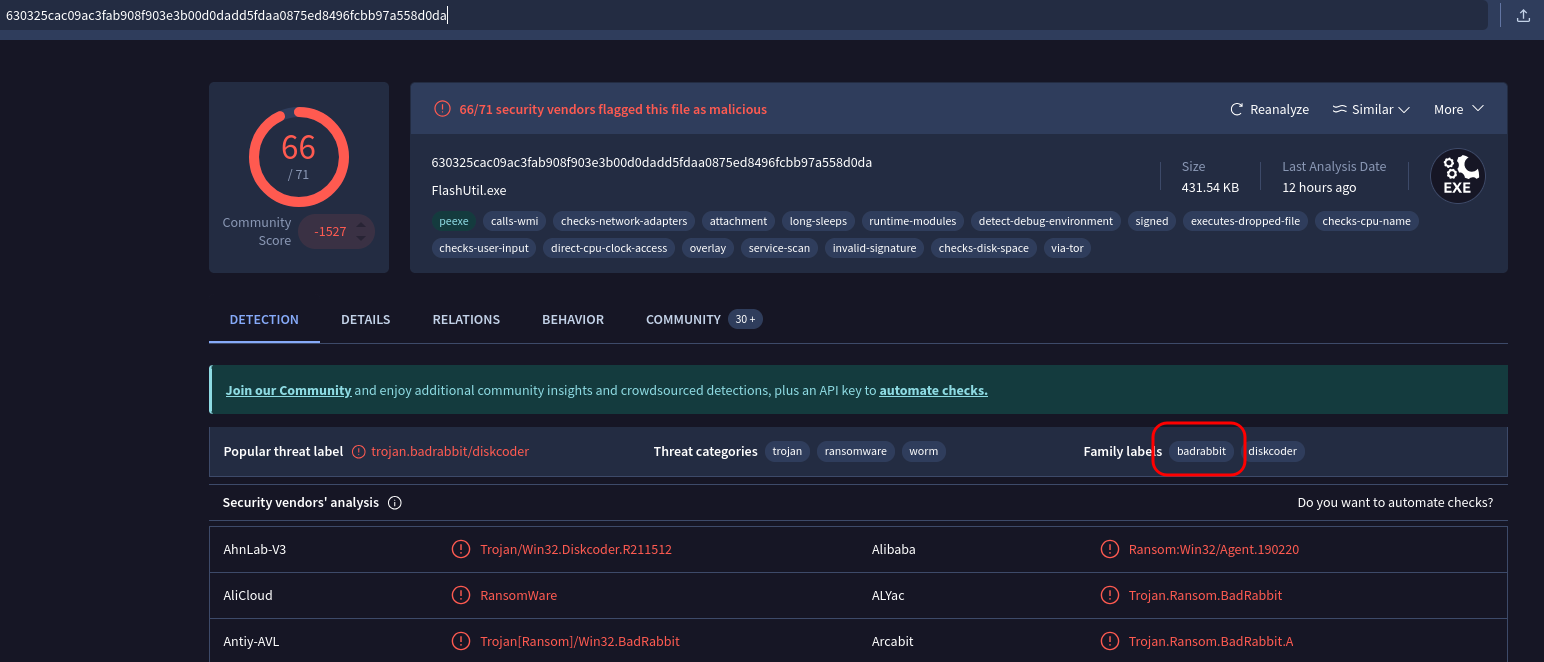 630325cac09ac3fab908f903e3b00d0dadd5fdaa0875ed8496fcbb97a558d0da
66/71 security vendors flagged this file as malicious
Reanalyze Similar More
66
/ 71
Community
Score
-1527
630325cac09ac3fab908f903e3b00d0dadd5fdaa0875ed8496fcbb97a558d0da
FlashUtil.exe
Size
431.54 KB
Last Analysis Date
12 hours ago
EXE
peexe calls-wmi checks-network-adapters attachment long-sleeps runtime-modules detect-debug-environment signed executes-dropped-file checks-cpu-name
checks-user-input direct-cpu-clock-access overlay service-scan invalid-signature checks-disk-space via-tor
DETECTION DETAILS RELATIONS BEHAVIOR COMMUNITY 30 +
Join our Community and enjoy additional community insights and crowdsourced detections, plus an API key to automate checks.
Popular threat label trojan.badrabbit/diskcoder Threat categories trojan ransomware worm Family labels badrabbit diskcoder
Security vendors' analysis Do you want to automate checks?
AhnLab-V3 Trojan/Win32.Diskcoder.R211512 Alibaba Ransom:Win32/Agent.190220
AliCloud RansomWare ALYac Trojan.Ransom.BadRabbit
Antiy-AVL Trojan[Ransom]/Win32.BadRabbit Arcabit Trojan.Ransom.BadRabbit.A